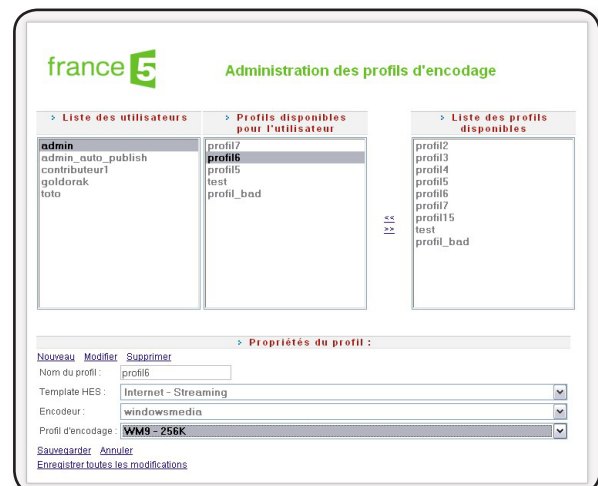 france 5
Administration des profils d'encodage
> Liste des utilisateurs
admin
admin_auto_publish
contributeur1
goldorak
toto
> Profils disponibles
pour l'utilisateur
profil7
profil6
profil5
test
profil_bad
<<
>>
> Liste des profils
disponibles
profil2
profil3
profil4
profil5
profil6
profil7
profil15
test
profil_bad
> Propriétés du profil :
Nouveau Modifier Supprimer
Nom du profil : profil6
Template HES : Internet - Streaming
Encodeur : windowsmedia
Profil d'encodage : WM9 - 256K
Sauvegarder Annuler
Enregistrer toutes les modifications